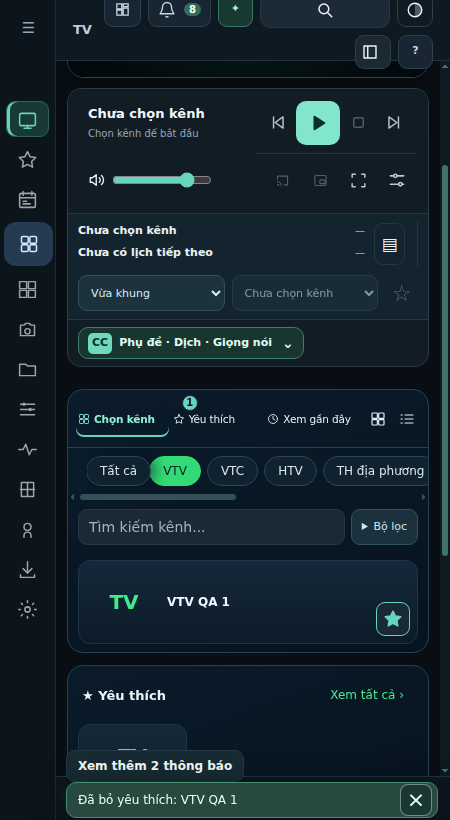 TV
8
?
Chưa chọn kênh
Chọn kênh để bắt đầu
Chưa chọn kênh —
Chưa có lịch tiếp theo —
Vừa khung
Chưa chọn kênh
CC Phụ đề · Dịch · Giọng nói
1
Chọn kênh Yêu thích Xem gần đây
Tất cả VTV VTC HTV TH địa phương
Tìm kiếm kênh...
Bộ lọc
TV VTV QA 1
★ Yêu thích Xem tất cả ›
Xem thêm 2 thông báo
Đã bỏ yêu thích: VTV QA 1